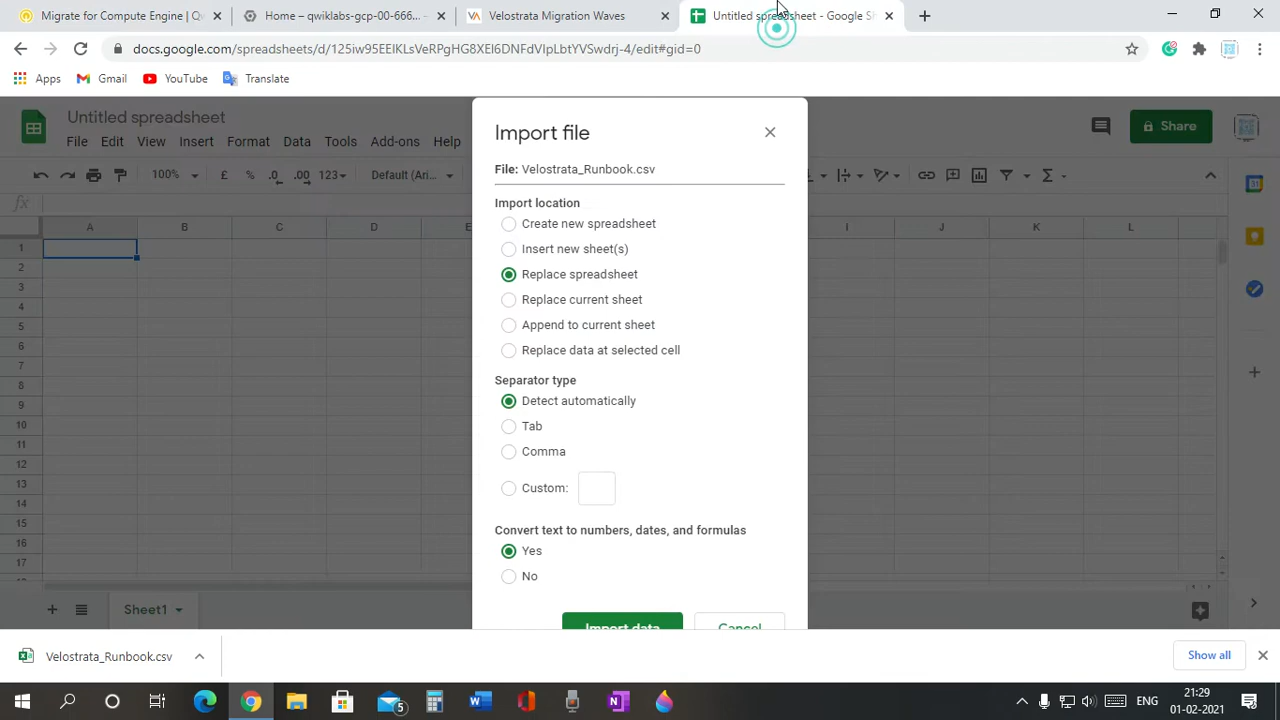 Migrate for Compute Engine | Q
Home – qwiklabs-gcp-00-666...
Velostrata Migration Waves
Untitled spreadsheet - Google Sh
docs.google.com/spreadsheets/d/125iw95EEIKLsVeRPgHG8XEl6DNFdVIpLbtYVSwdrj-4/edit#gid=0
Apps
Gmail
YouTube
Translate
Untitled spreadsheet
File Edit View Insert Format Data Tools Add-ons Help
Share
100%
£
%
.0
.00
123
Default (Ari...
fx
A B C D E I J K L
1
2
3
4
5
6
7
8
9
10
11
12
13
14
15
16
17
Import file
File: Velostrata_Runbook.csv
Import location
Create new spreadsheet
Insert new sheet(s)
Replace spreadsheet
Replace current sheet
Append to current sheet
Replace data at selected cell
Separator type
Detect automatically
Tab
Comma
Custom:
Convert text to numbers, dates, and formulas
Yes
No
Import data
Cancel
Sheet1
Velostrata_Runbook.csv
Show all
5
ENG
21:29
01-02-2021